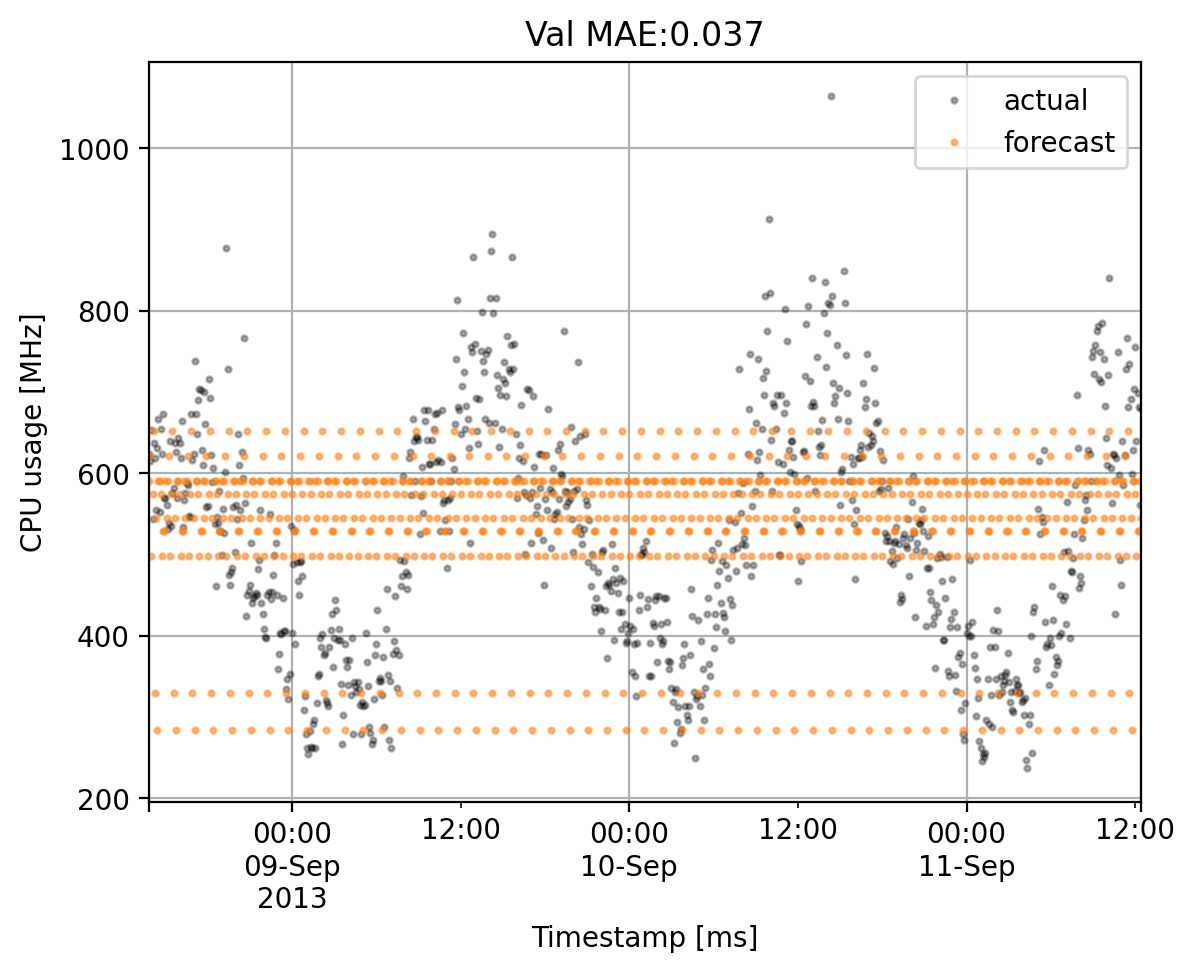 Val MAE:0.037
actual
forecast
1000
800
600
400
200
CPU usage [MHz]
00:00 12:00 00:00 12:00 00:00 12:00
09-Sep 10-Sep 11-Sep
2013
Timestamp [ms]